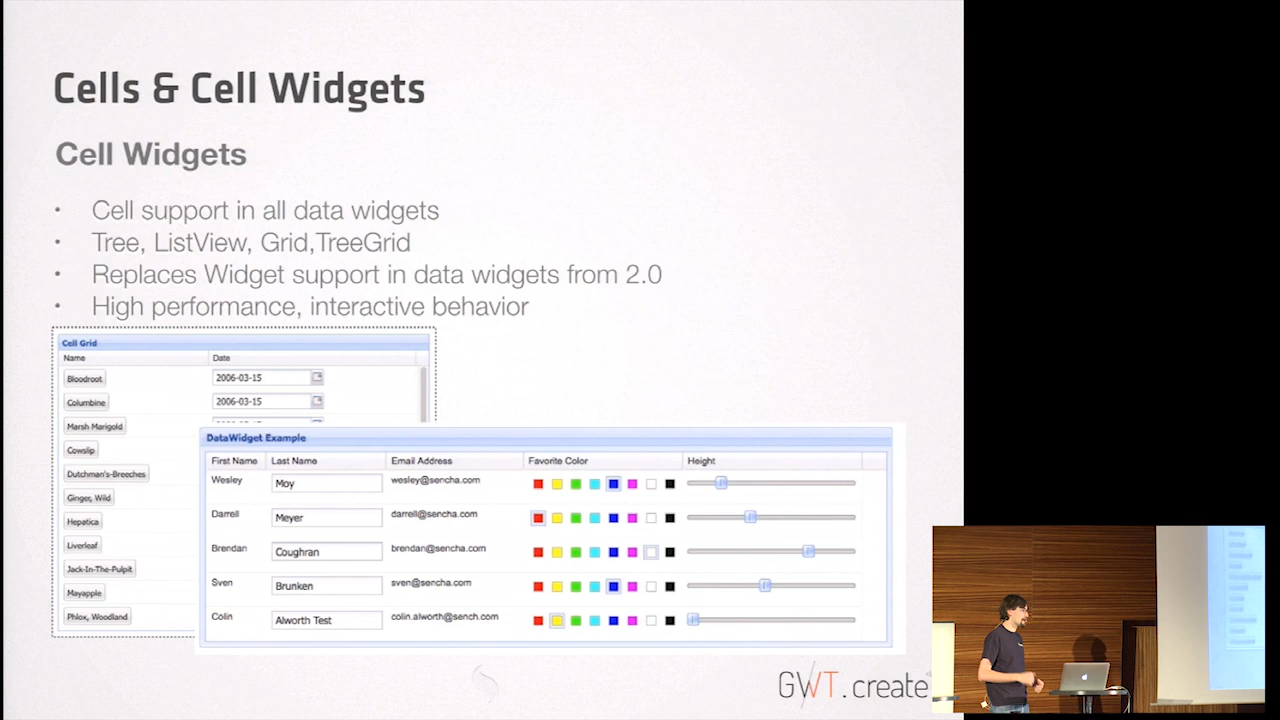 Cells & Cell Widgets
Cell Widgets
• Cell support in all data widgets
• Tree, ListView, Grid,TreeGrid
• Replaces Widget support in data widgets from 2.0
• High performance, interactive behavior
Cell Grid
Name Date
Bloodroot 2006-03-15
Columbine 2006-03-15
Marsh Marigold
Cowslip
Dutchman's-Breeches
Ginger, Wild
Hepatica
Liverleaf
Jack-In-The-Pulpit
Mayapple
Phlox, Woodland
DataWidget Example
First Name Last Name Email Address Favorite Color Height
Wesley Moy wesley@sencha.com
Darrell Meyer darrell@sencha.com
Brendan Coughran brendan@sencha.com
Sven Brunken sven@sencha.com
Colin Alworth Test colin.alworth@sench.com
GWT.create